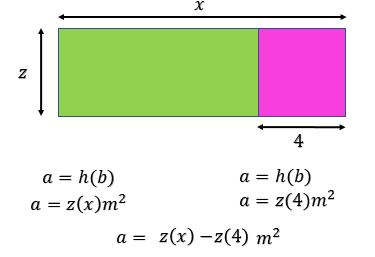 x
z
4
a = h(b)
a = z(x)m²
a = h(b)
a = z(4)m²
a = z(x) −z(4) m²